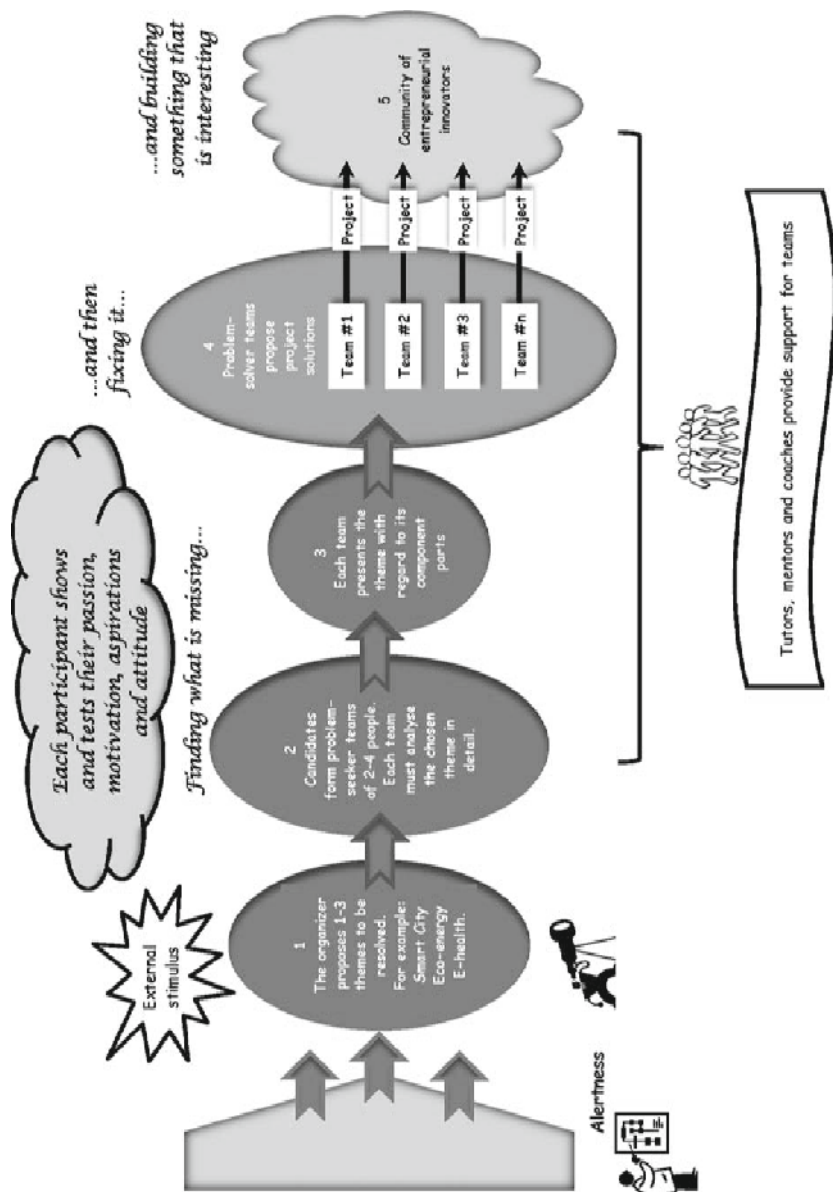 Alertness
External
stimulus
1
The organizer
proposes 1-3
themes to be
resolved.
For example:
Smart City
Eco-energy
E-health.
Each participant shows
and tests their passion,
motivation, aspirations
and attitude
Finding what is missing...
2
Candidates
form problem-
seeker teams
of 2-4 people.
Each team
must analyse
the chosen
theme in
detail.
3
Each team
presents the
theme with
regard to its
component
parts
...and then
fixing it...
4
Problem-
solver teams
propose
project
solutions
Team #1
Project
Team #2
Project
Team #3
Project
Team #n
Project
...and building
something that
is interesting
5
Community of
entrepreneurial
innovators
Tutors, mentors and coaches provide support for teams